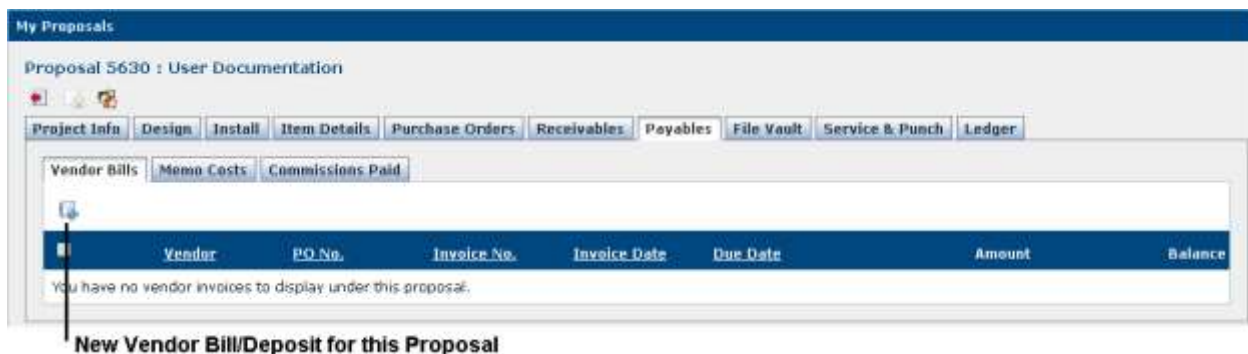 My Proposals
Proposal 5630 : User Documentation
Project Info Design Install Item Details Purchase Orders Receivables Payables File Vault Service & Punch Ledger
Vendor Bills Memo Costs Commissions Paid
Vendor PO No. Invoice No. Invoice Date Due Date Amount Balance
You have no vendor invoices to display under this proposal.
New Vendor Bill/Deposit for this Proposal